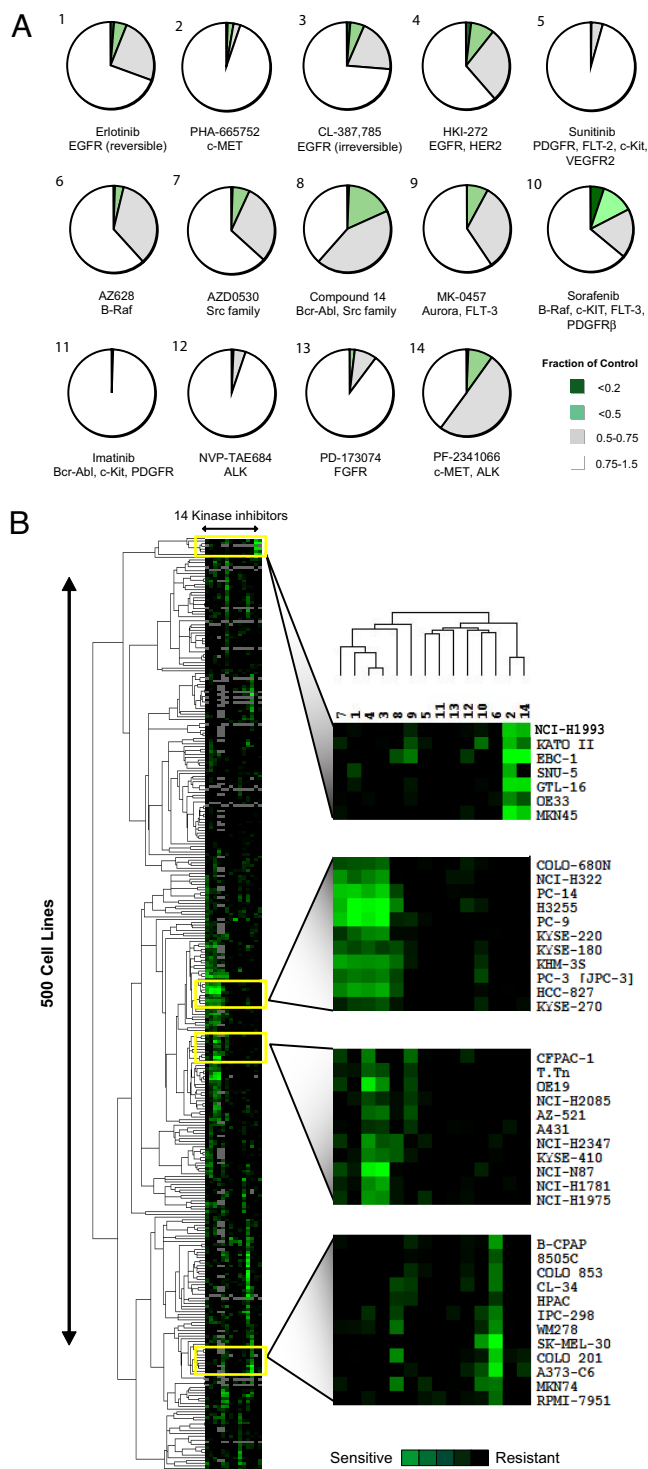 A
1
2
3
4
5
Erlotinib
EGFR (reversible)
PHA-665752
c-MET
CL-387,785
EGFR (irreversible)
HKI-272
EGFR, HER2
Sunitinib
PDGFR, FLT-2, c-Kit,
VEGFR2
6
7
8
9
10
AZ628
B-Raf
AZD0530
Src family
Compound 14
Bcr-Abl, Src family
MK-0457
Aurora, FLT-3
Sorafenib
B-Raf, c-KIT, FLT-3,
PDGFRβ
11
12
13
14
Imatinib
Bcr-Abl, c-Kit, PDGFR
NVP-TAE684
ALK
PD-173074
FGFR
PF-2341066
c-MET, ALK
Fraction of Control
<0.2
<0.5
0.5-0.75
0.75-1.5
B
14 Kinase inhibitors
500 Cell Lines
7 1 4 3 8 9 5 11 13 12 10 6 2 14
NCI-H1993
KATO II
EBC-1
SNU-5
GTL-16
OE33
MKN45
COLO-680N
NCI-H322
PC-14
H3255
PC-9
KYSE-220
KYSE-180
KHM-3S
PC-3 [JPC-3]
HCC-827
KYSE-270
CFPAC-1
T.Tn
OE19
NCI-H2085
AZ-521
A431
NCI-H2347
KYSE-410
NCI-N87
NCI-H1781
NCI-H1975
B-CPAP
8505C
COLO 853
CL-34
HPAC
IPC-298
WM278
SK-MEL-30
COLO 201
A373-C6
MKN74
RPMI-7951
Sensitive
Resistant